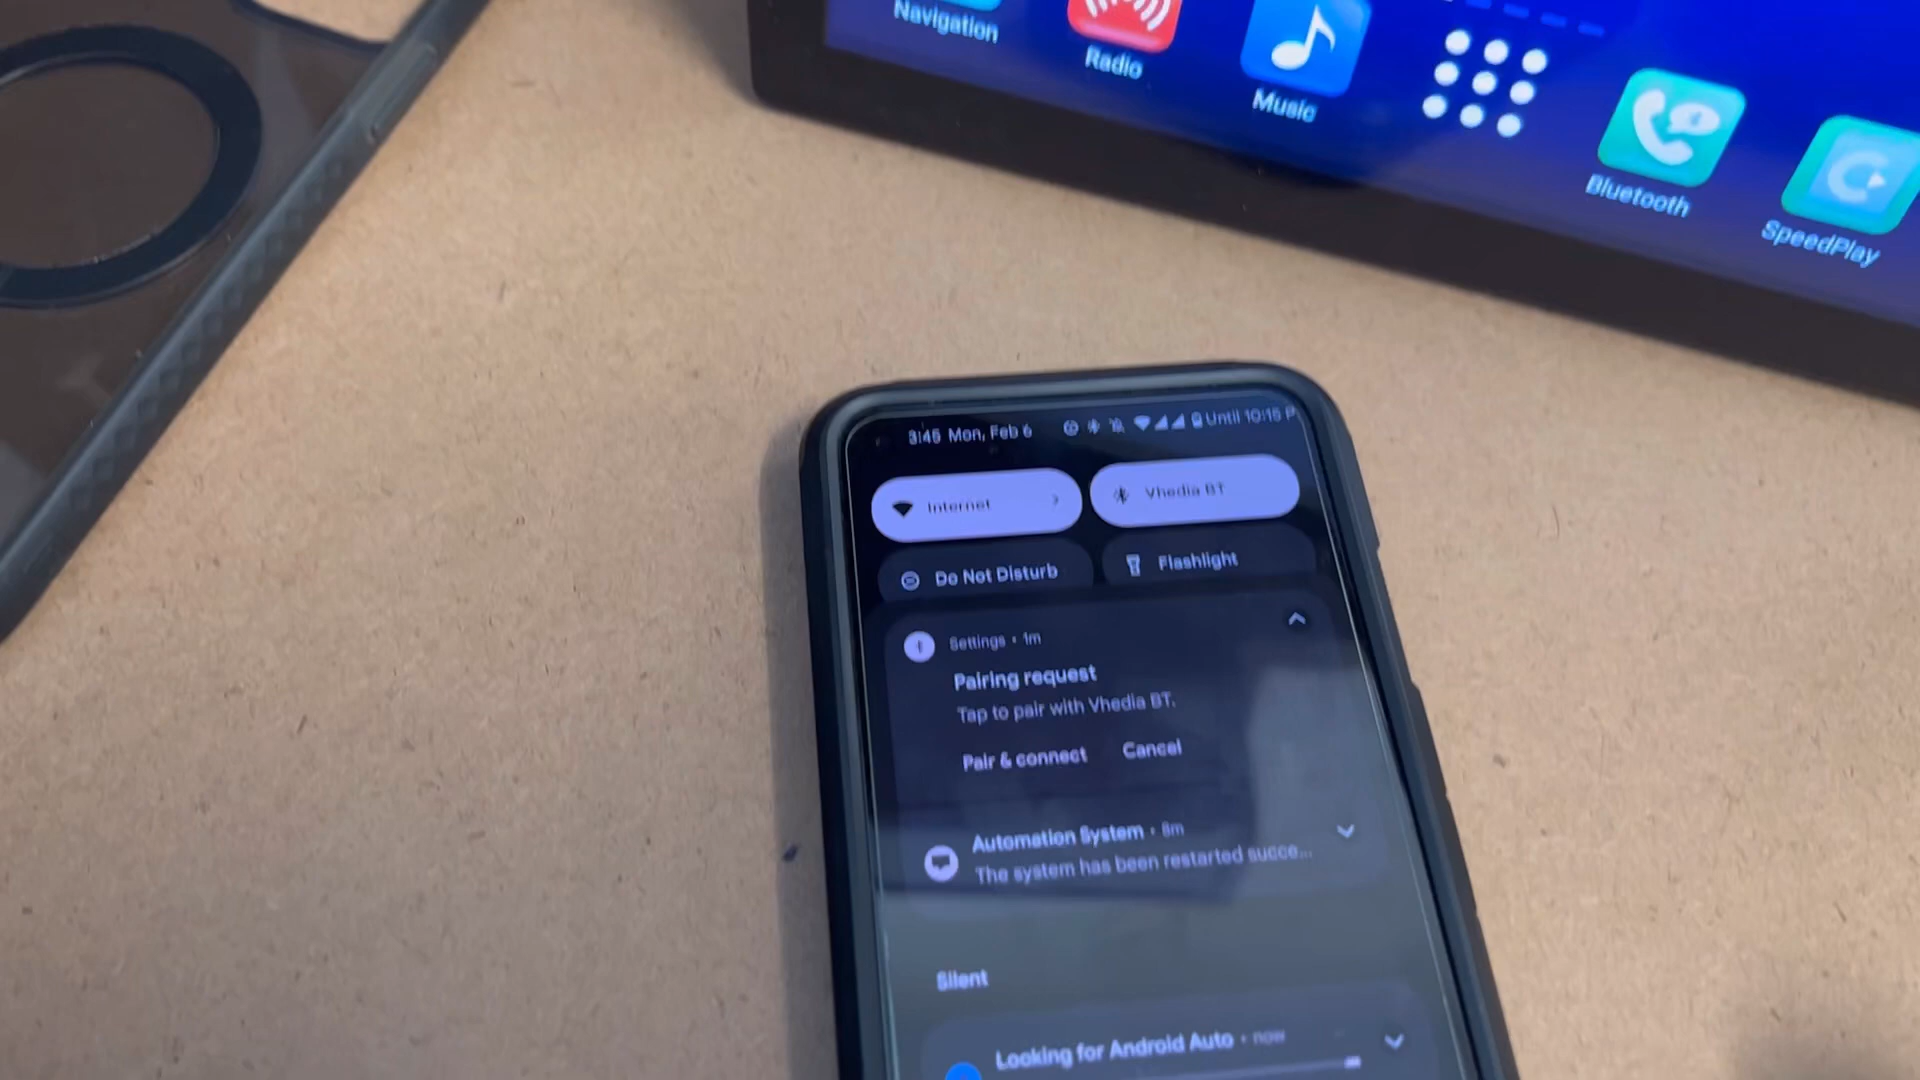 Navigation
Radio
Music
Bluetooth
SpeedPlay
3:45 Mon, Feb 6
Until 10:15 P
Internet
Vhedia BT
Do Not Disturb
Flashlight
Settings • 1m
Pairing request
Tap to pair with Vhedia BT.
Pair & connect
Cancel
Automation System • 8m
The system has been restarted succe...
Silent
Looking for Android Auto • now